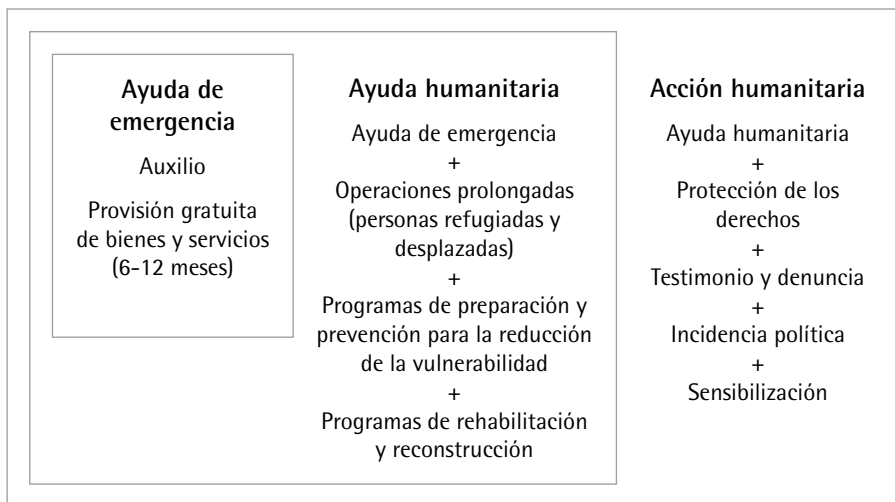 Ayuda de
emergencia
Auxilio
Provisión gratuita
de bienes y servicios
(6-12 meses)
Ayuda humanitaria
Ayuda de emergencia
+
Operaciones prolongadas
(personas refugiadas y
desplazadas)
+
Programas de preparación y
prevención para la reducción
de la vulnerabilidad
+
Programas de rehabilitación
y reconstrucción
Acción humanitaria
Ayuda humanitaria
+
Protección de los
derechos
+
Testimonio y denuncia
+
Incidencia política
+
Sensibilización